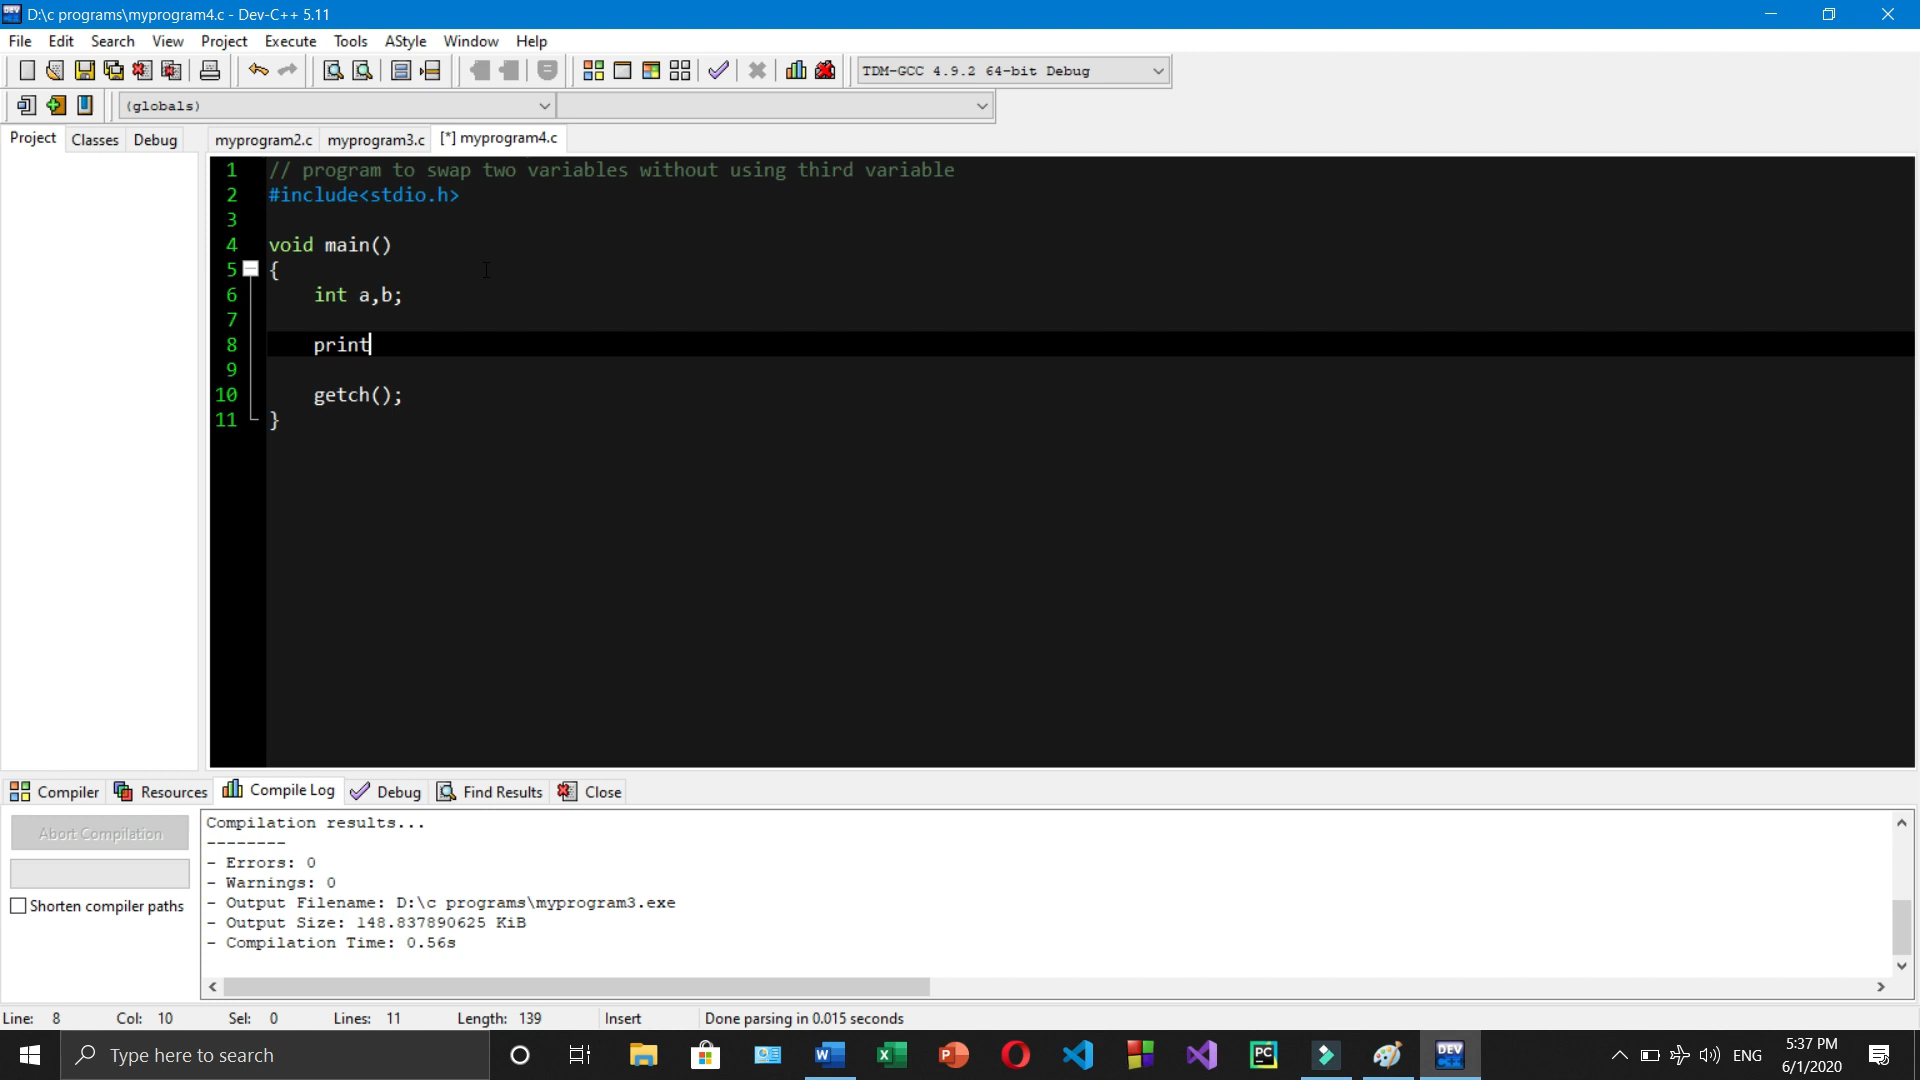 D:\c programs\myprogram4.c - Dev-C++ 5.11
File Edit Search View Project Execute Tools AStyle Window Help
TDM-GCC 4.9.2 64-bit Debug
(globals)
Project Classes Debug myprogram2.c myprogram3.c [*] myprogram4.c
1 // program to swap two variables without using third variable
2 #include<stdio.h>
3
4 void main()
5 {
6 int a,b;
7
8 print
9
10 getch();
11 }
Compiler Resources Compile Log Debug Find Results Close
Abort Compilation
Shorten compiler paths
Compilation results...
--------
- Errors: 0
- Warnings: 0
- Output Filename: D:\c programs\myprogram3.exe
- Output Size: 148.837890625 KiB
- Compilation Time: 0.56s
Line: 8 Col: 10 Sel: 0 Lines: 11 Length: 139 Insert Done parsing in 0.015 seconds
Type here to search
ENG
5:37 PM
6/1/2020